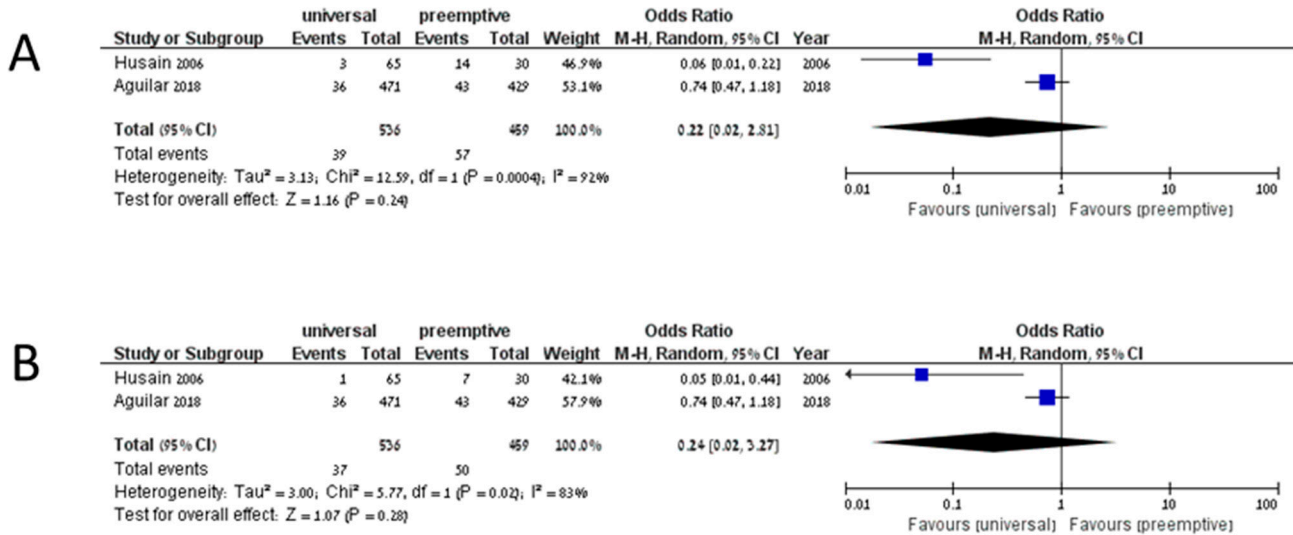 A
universal preemptive Odds Ratio Odds Ratio
Study or Subgroup Events Total Events Total Weight M-H, Random, 95% CI Year M-H, Random, 95% CI
Husain 2006 3 65 14 30 46.9% 0.06 [0.01, 0.22] 2006
Aguilar 2018 36 471 43 429 53.1% 0.74 [0.47, 1.18] 2018
Total (95% CI) 536 459 100.0% 0.22 [0.02, 2.81]
Total events 39 57
Heterogeneity: Tau² = 3.13; Chi² = 12.59, df = 1 (P = 0.0004); I² = 92%
Test for overall effect: Z = 1.16 (P = 0.24)
0.01 0.1 1 10 100
Favours [universal] Favours [preemptive]
B
universal preemptive Odds Ratio Odds Ratio
Study or Subgroup Events Total Events Total Weight M-H, Random, 95% CI Year M-H, Random, 95% CI
Husain 2006 1 65 7 30 42.1% 0.05 [0.01, 0.44] 2006
Aguilar 2018 36 471 43 429 57.9% 0.74 [0.47, 1.18] 2018
Total (95% CI) 536 459 100.0% 0.24 [0.02, 3.27]
Total events 37 50
Heterogeneity: Tau² = 3.00; Chi² = 5.77, df = 1 (P = 0.02); I² = 83%
Test for overall effect: Z = 1.07 (P = 0.28)
0.01 0.1 1 10 100
Favours [universal] Favours [preemptive]